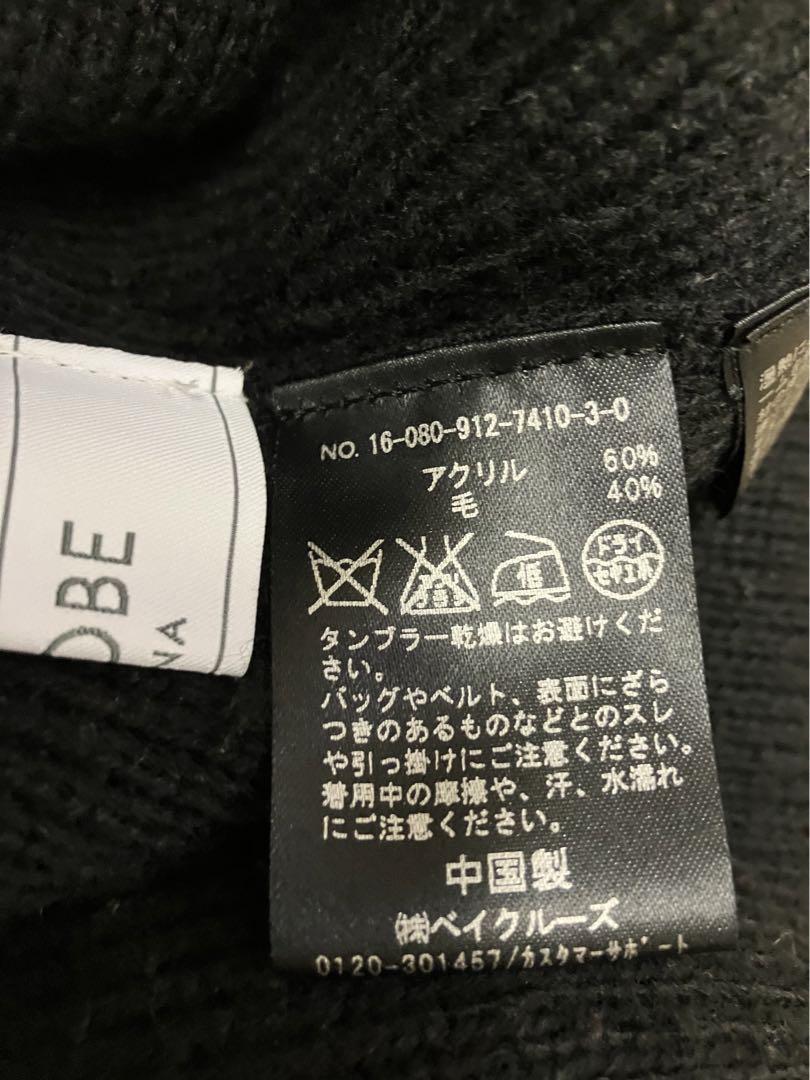 NO. 16-080-912-7410-3-0
アクリル 60%
毛 40%
低
ドライ
セキユ系
タンブラー乾燥はお避けくだ
さい。
バッグやベルト、表面にざら
つきのあるものなどとのスレ
や引っ掛けにご注意ください。
着用中の摩擦や、汗、水濡れ
にご注意ください。
中国製
㈱ベイクルーズ
0120-301457/カスタマーサポート
OBE
NA